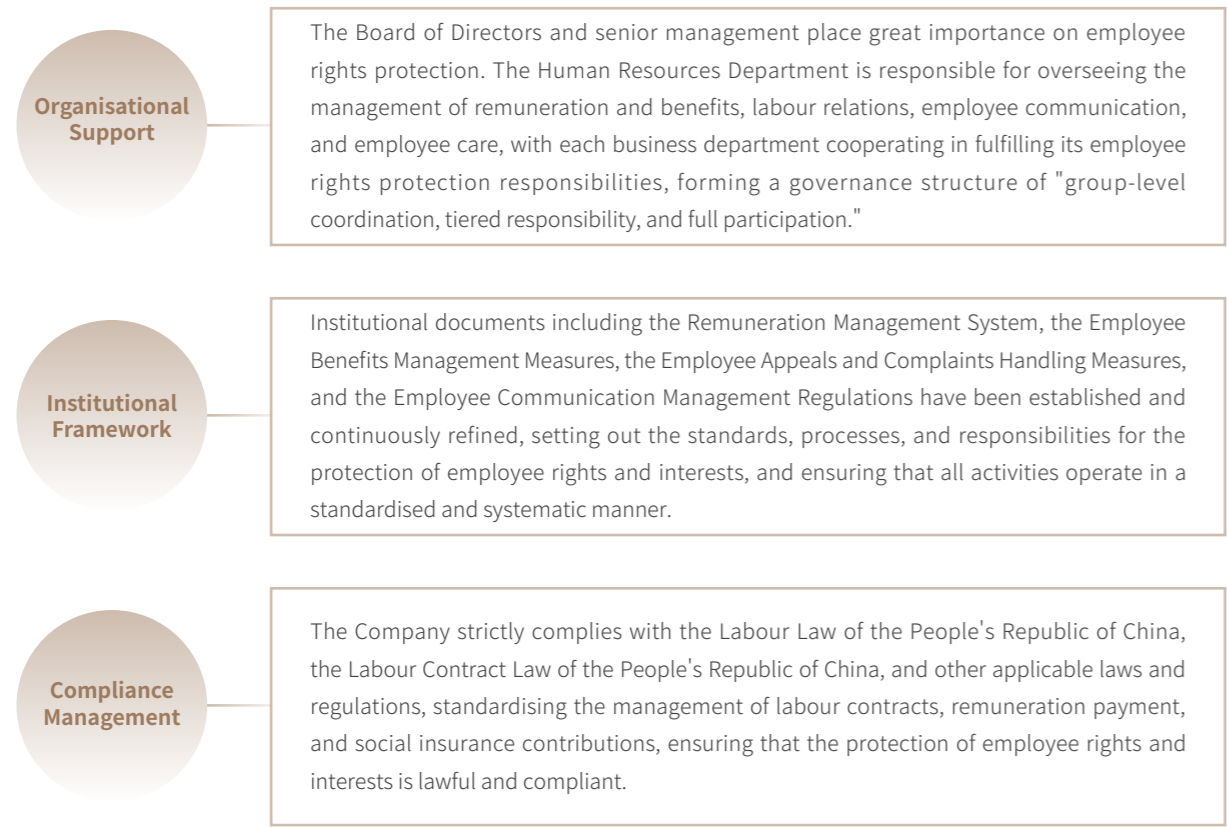 Organisational
Support
The Board of Directors and senior management place great importance on employee
rights protection. The Human Resources Department is responsible for overseeing the
management of remuneration and benefits, labour relations, employee communication,
and employee care, with each business department cooperating in fulfilling its employee
rights protection responsibilities, forming a governance structure of "group-level
coordination, tiered responsibility, and full participation."
Institutional
Framework
Institutional documents including the Remuneration Management System, the Employee
Benefits Management Measures, the Employee Appeals and Complaints Handling Measures,
and the Employee Communication Management Regulations have been established and
continuously refined, setting out the standards, processes, and responsibilities for the
protection of employee rights and interests, and ensuring that all activities operate in a
standardised and systematic manner.
Compliance
Management
The Company strictly complies with the Labour Law of the People's Republic of China,
the Labour Contract Law of the People's Republic of China, and other applicable laws and
regulations, standardising the management of labour contracts, remuneration payment,
and social insurance contributions, ensuring that the protection of employee rights and
interests is lawful and compliant.